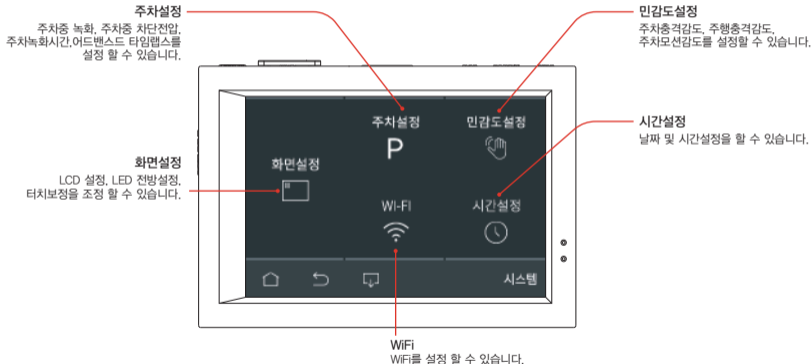 주차설정
주차중 녹화, 주차중 차단전압,
주차녹화시간,어드밴스드 타임랩스를
설정 할 수 있습니다.
민감도설정
주차충격감도, 주행충격감도,
주차모션감도를 설정할 수 있습니다.
시간설정
날짜 및 시간설정을 할 수 있습니다.
화면설정
LCD 설정, LED 전방설정,
터치보정을 조정 할 수 있습니다.
주차설정
P
민감도설정
화면설정
WI-FI
시간설정
시스템
WiFi
WiFi를 설정 할 수 있습니다.